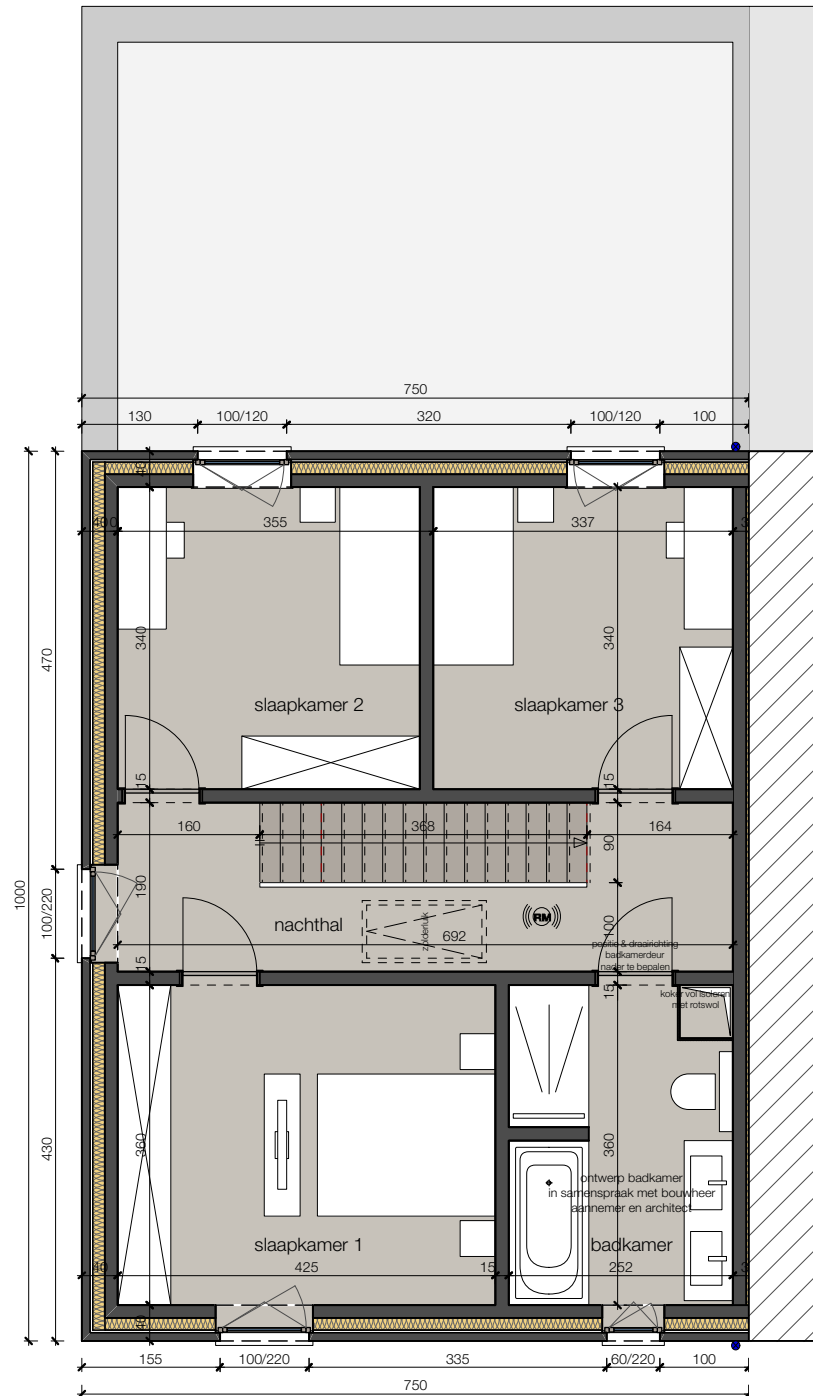 750
130
100/120
320
100/120
100
40
40
355
337
340
340
470
slaapkamer 2
slaapkamer 3
15
15
160
368
164
90
1000
100/220
190
nachthal
zolderluik
692
RM
100
positie & draairichting
badkamerdeur
nader te bepalen
15
15
koker vol isoleren
met rotswol
360
360
430
ontwerp badkamer
in samenspraak met bouwheer
aannemer en architect
slaapkamer 1
badkamer
40
425
15
252
3
40
155
100/220
335
60/220
100
750